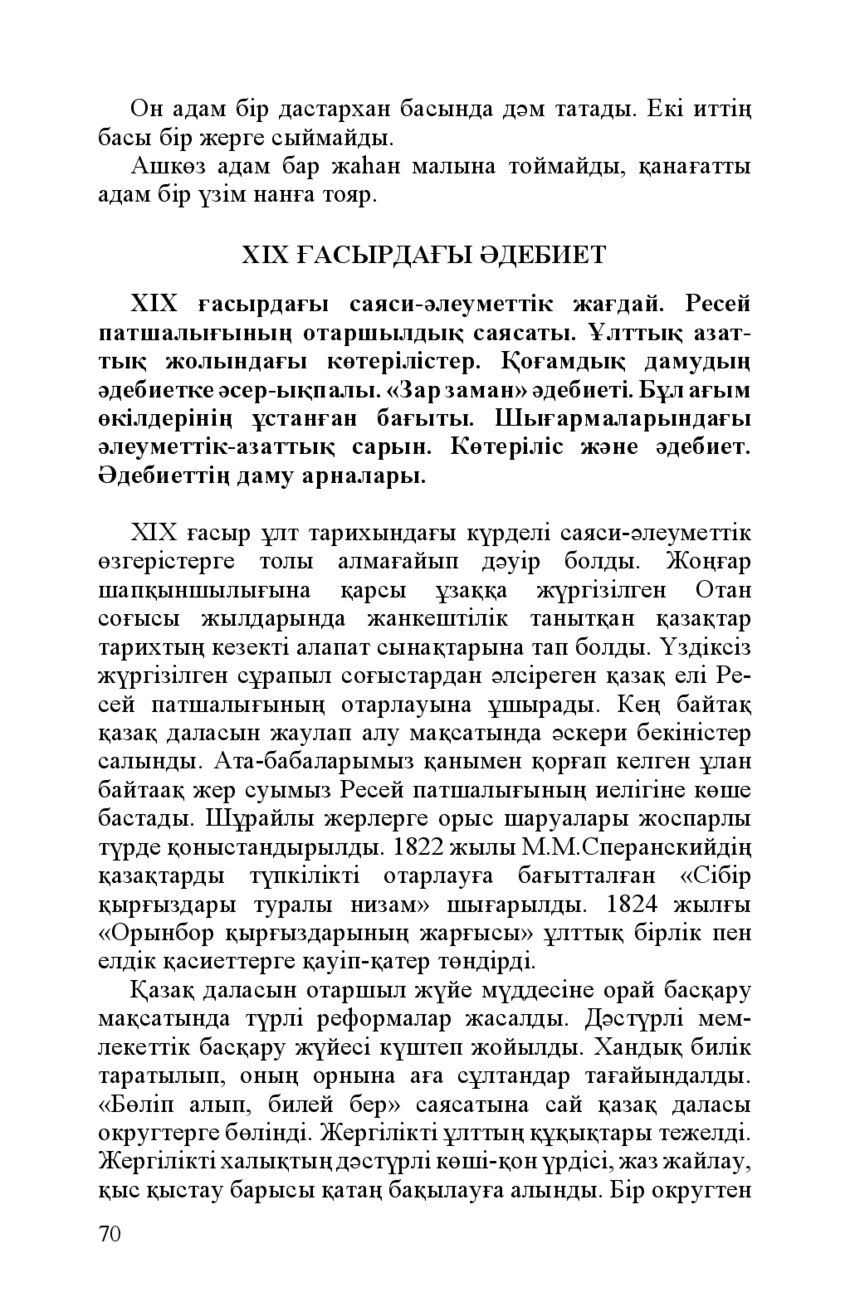 Он адам бір дастархан басында дәм татады. Екі иттің
басы бір жерге сыймайды.
Ашкөз адам бар жаһан малына тоймайды, қанағатты
адам бір үзім нанға тояр.
XIX ҒАСЫРДАҒЫ ӘДЕБИЕТ
XIX ғасырдағы саяси-әлеуметтік жағдай. Ресей
патшалығының отаршылдық саясаты. Ұлттық азат-
тық жолындағы көтерілістер. Қоғамдық дамудың
әдебиетке әсер-ықпалы. «Зар заман» әдебиеті. Бұл ағым
өкілдерінің ұстанған бағыты. Шығармаларындағы
әлеуметтік-азаттық сарын. Көтеріліс және әдебиет.
Әдебиеттің даму арналары.
XIX ғасыр ұлт тарихындағы күрделі саяси-әлеуметтік
өзгерістерге толы алмағайып дәуір болды. Жоңғар
шапқыншылығына қарсы ұзаққа жүргізілген Отан
соғысы жылдарында жанкештілік танытқан қазақтар
тарихтың кезекті алапат сынақтарына тап болды. Үздіксіз
жүргізілген сұрапыл соғыстардан әлсіреген қазақ елі Ре-
сей патшалығының отарлауына ұшырады. Кең байтақ
қазақ даласын жаулап алу мақсатында әскери бекіністер
салынды. Ата-бабаларымыз қанымен қорғап келген ұлан
байтаақ жер суымыз Ресей патшалығының иелігіне көше
бастады. Шұрайлы жерлерге орыс шаруалары жоспарлы
түрде қоныстандырылды. 1822 жылы М.М.Сперанскийдің
қазақтарды түпкілікті отарлауға бағытталған «Сібір
қырғыздары туралы низам» шығарылды. 1824 жылғы
«Орынбор қырғыздарының жарғысы» ұлттық бірлік пен
елдік қасиеттерге қауіп-қатер төндірді.
Қазақ даласын отаршыл жүйе мүддесіне орай басқару
мақсатында түрлі реформалар жасалды. Дәстүрлі мем-
лекеттік басқару жүйесі күштеп жойылды. Хандық билік
таратылып, оның орнына аға сұлтандар тағайындалды.
«Бөліп алып, билей бер» саясатына сай қазақ даласы
округтерге бөлінді. Жергілікті ұлттың құқықтары тежелді.
Жергілікті халықтың дәстүрлі көші-қон үрдісі, жаз жайлау,
қыс қыстау барысы қатаң бақылауға алынды. Бір округтен
70